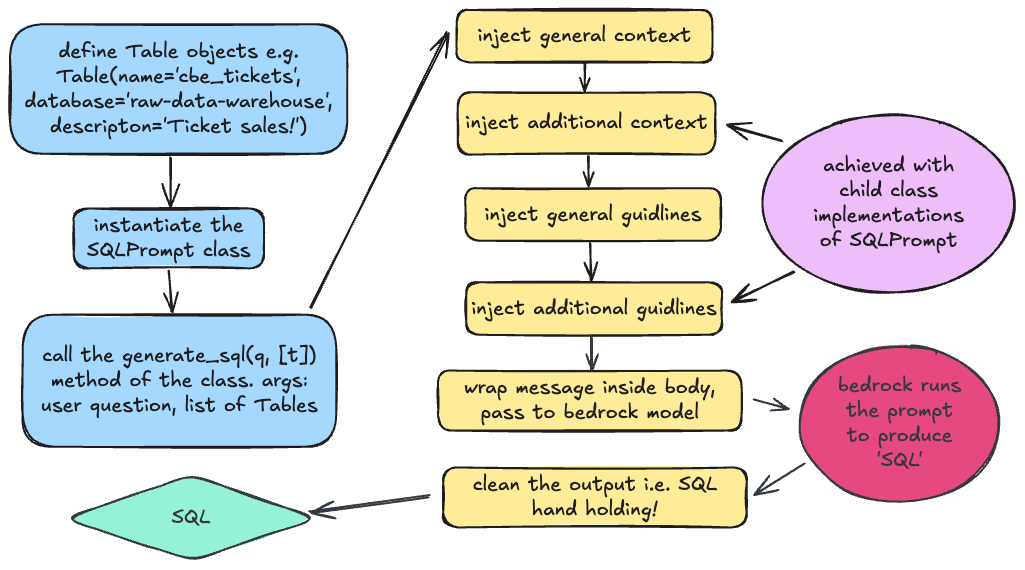 define Table objects e.g.
Table(name='cbe_tickets',
database='raw-data-warehouse',
descripton='Ticket sales!')
instantiate the
SQLPrompt class
call the generate_sql(q, [t])
method of the class. args:
user question, list of Tables
inject general context
inject additional context
inject general guidlines
inject additional guidlines
achieved with
child class
implementations
of SQLPrompt
wrap message inside body,
pass to bedrock model
bedrock runs
the prompt
to produce
'SQL'
clean the output i.e. SQL
hand holding!
SQL